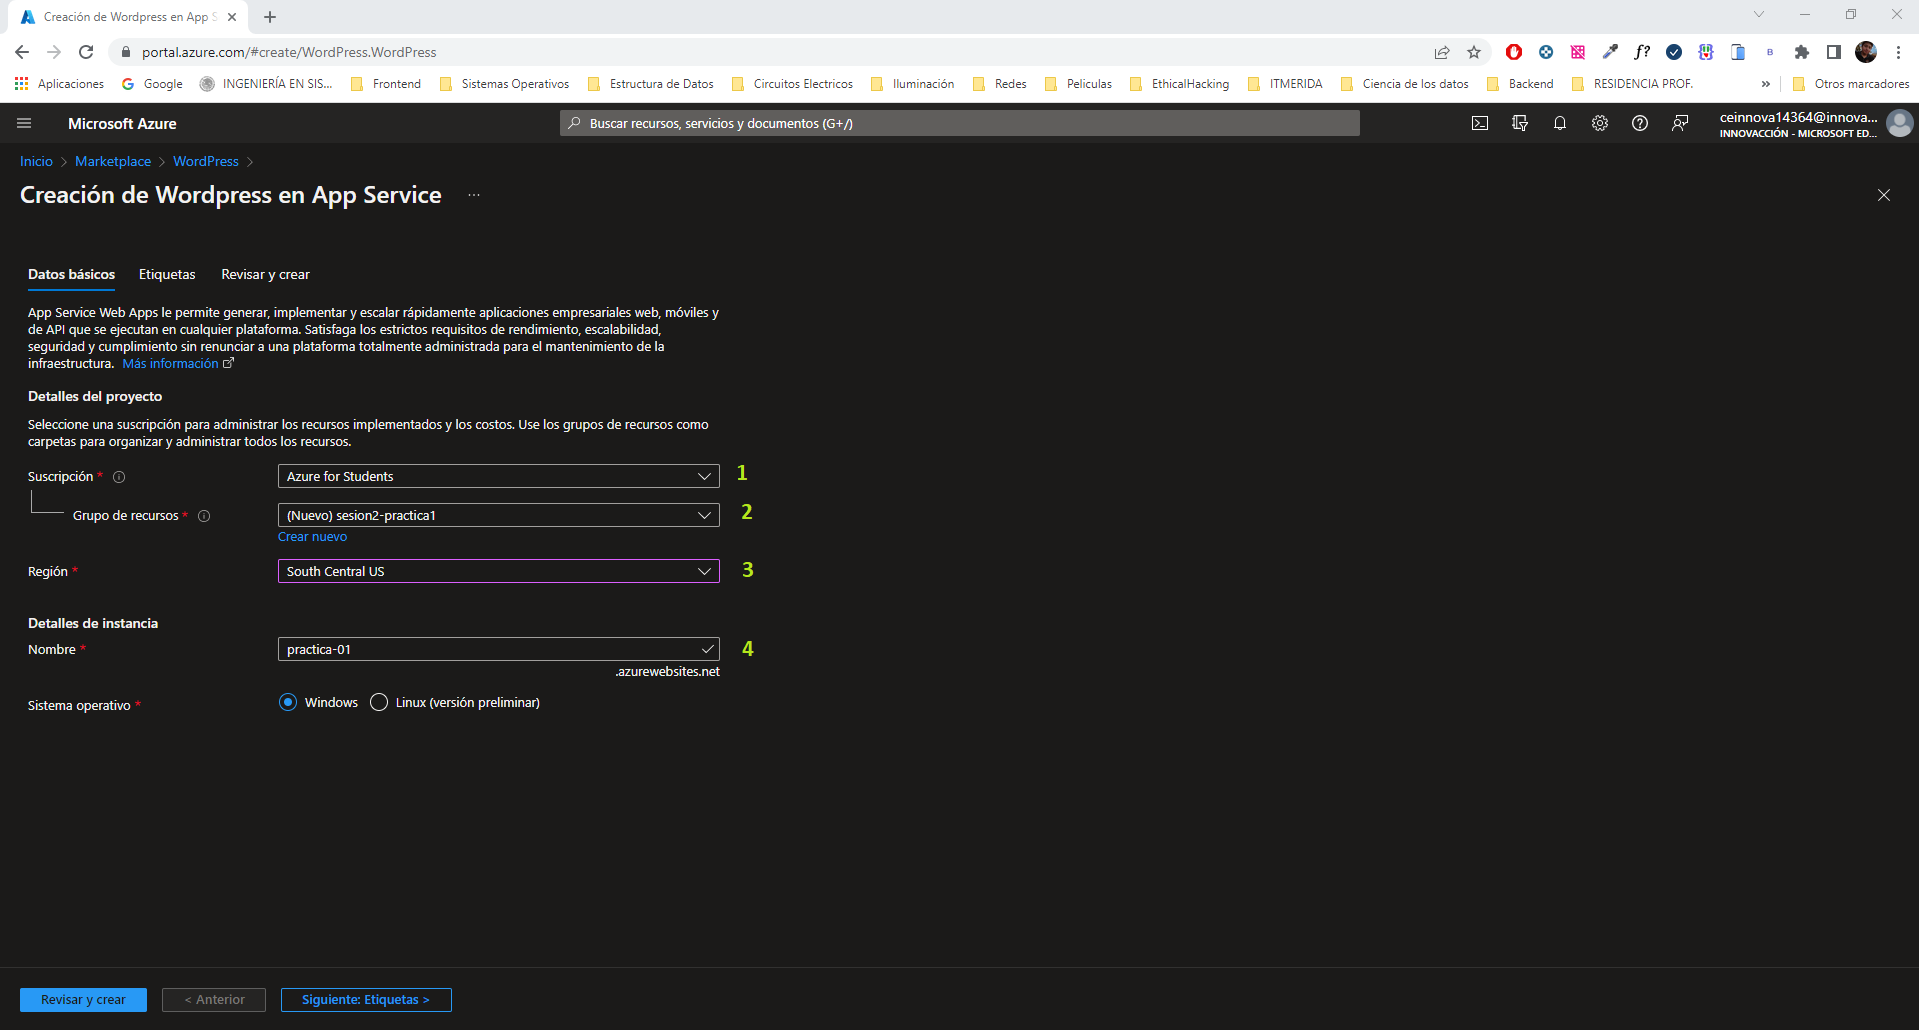 Creación de Wordpress en App S
portal.azure.com/#create/WordPress.WordPress
f?
B
Aplicaciones
Google
INGENIERÍA EN SIS...
Frontend
Sistemas Operativos
Estructura de Datos
Circuitos Electricos
Iluminación
Redes
Peliculas
EthicalHacking
ITMERIDA
Ciencia de los datos
Backend
RESIDENCIA PROF.
»
Otros marcadores
Microsoft Azure
Buscar recursos, servicios y documentos (G+/)
ceinnova14364@innova...
INNOVACCIÓN - MICROSOFT ED...
Inicio > Marketplace > WordPress >
Creación de Wordpress en App Service ...
Datos básicos
Etiquetas
Revisar y crear
App Service Web Apps le permite generar, implementar y escalar rápidamente aplicaciones empresariales web, móviles y
de API que se ejecutan en cualquier plataforma. Satisfaga los estrictos requisitos de rendimiento, escalabilidad,
seguridad y cumplimiento sin renunciar a una plataforma totalmente administrada para el mantenimiento de la
infraestructura. Más información
Detalles del proyecto
Seleccione una suscripción para administrar los recursos implementados y los costos. Use los grupos de recursos como
carpetas para organizar y administrar todos los recursos.
Suscripción *
Azure for Students
1
Grupo de recursos *
(Nuevo) sesion2-practica1
2
Crear nuevo
Región *
South Central US
3
Detalles de instancia
Nombre *
practica-01
4
.azurewebsites.net
Sistema operativo *
Windows
Linux (versión preliminar)
Revisar y crear
< Anterior
Siguiente: Etiquetas >